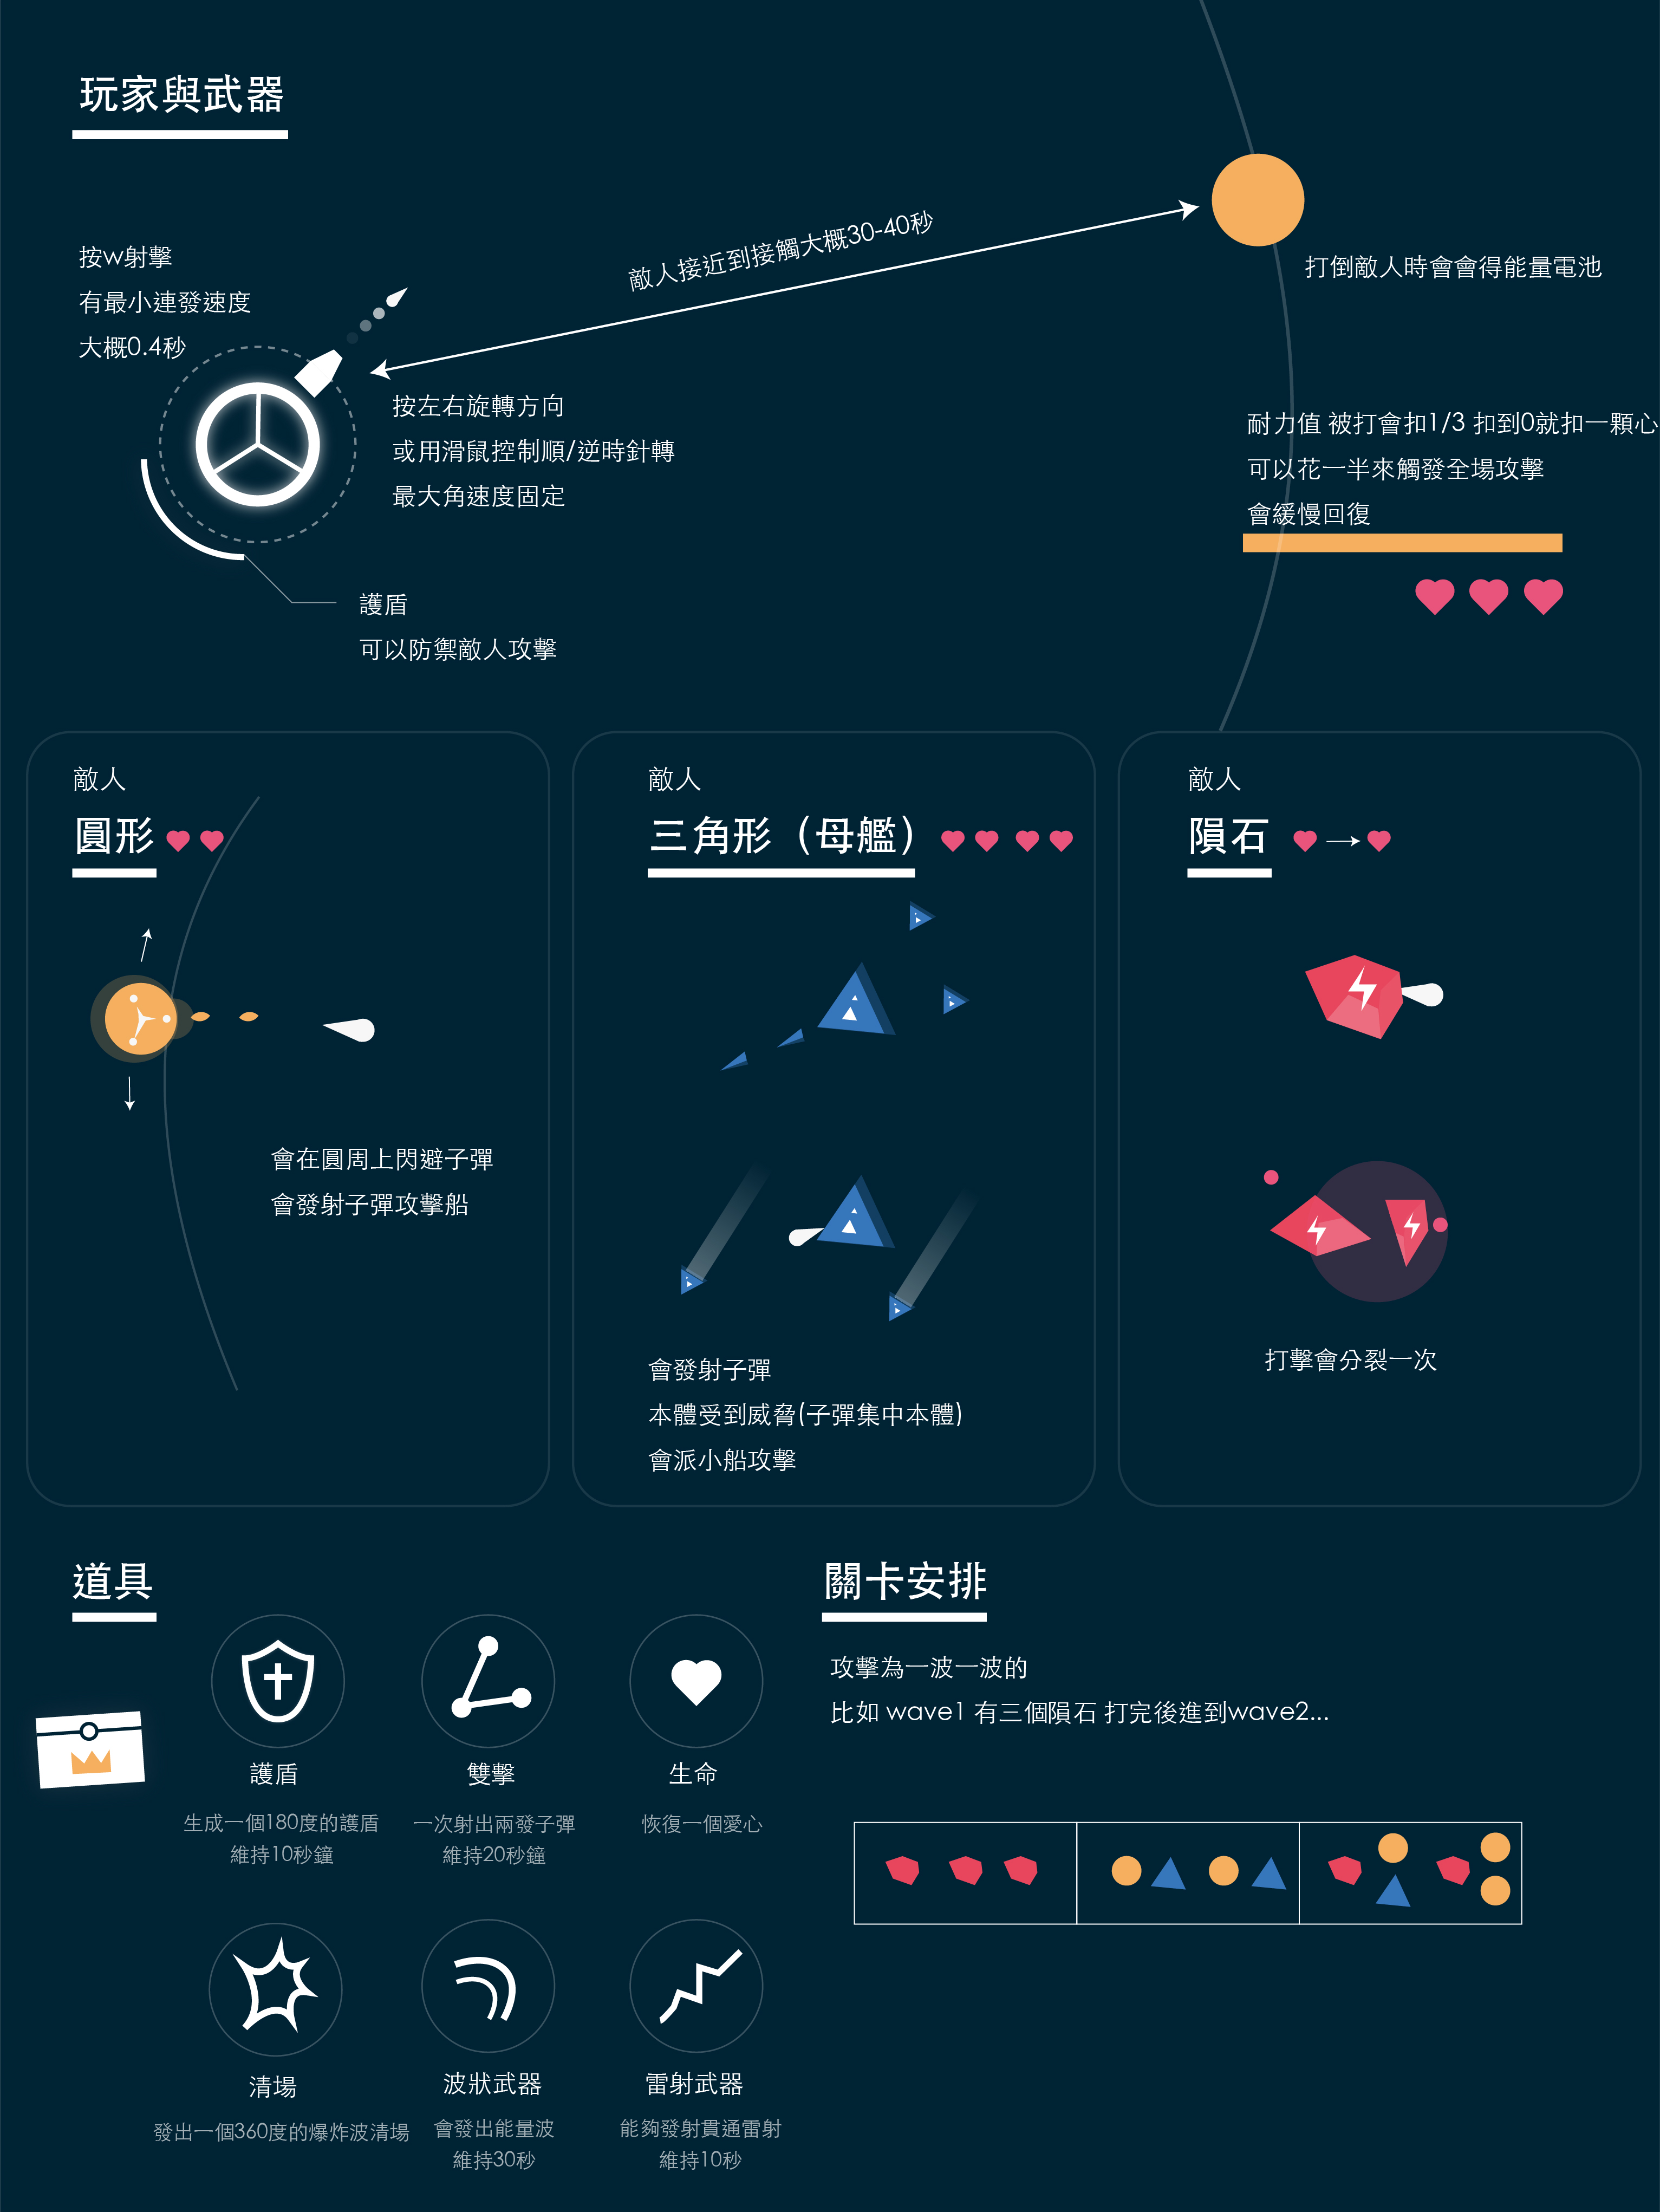 玩家與武器
按w射擊
有最小連發速度
大概0.4秒
敵人接近到接觸大概30-40秒
打倒敵人時會會得能量電池
按左右旋轉方向
或用滑鼠控制順/逆時針轉
最大角速度固定
耐力值 被打會扣1/3 扣到0就扣一顆心
可以花一半來觸發全場攻擊
會緩慢回復
護盾
可以防禦敵人攻擊
敵人
圓形
會在圓周上閃避子彈
會發射子彈攻擊船
敵人
三角形（母艦）
會發射子彈
本體受到威脅(子彈集中本體)
會派小船攻擊
敵人
隕石
打擊會分裂一次
道具
護盾
生成一個180度的護盾
維持10秒鐘
雙擊
一次射出兩發子彈
維持20秒鐘
生命
恢復一個愛心
清場
發出一個360度的爆炸波清場
波狀武器
會發出能量波
維持30秒
雷射武器
能夠發射貫通雷射
維持10秒
關卡安排
攻擊為一波一波的
比如 wave1 有三個隕石 打完後進到wave2...